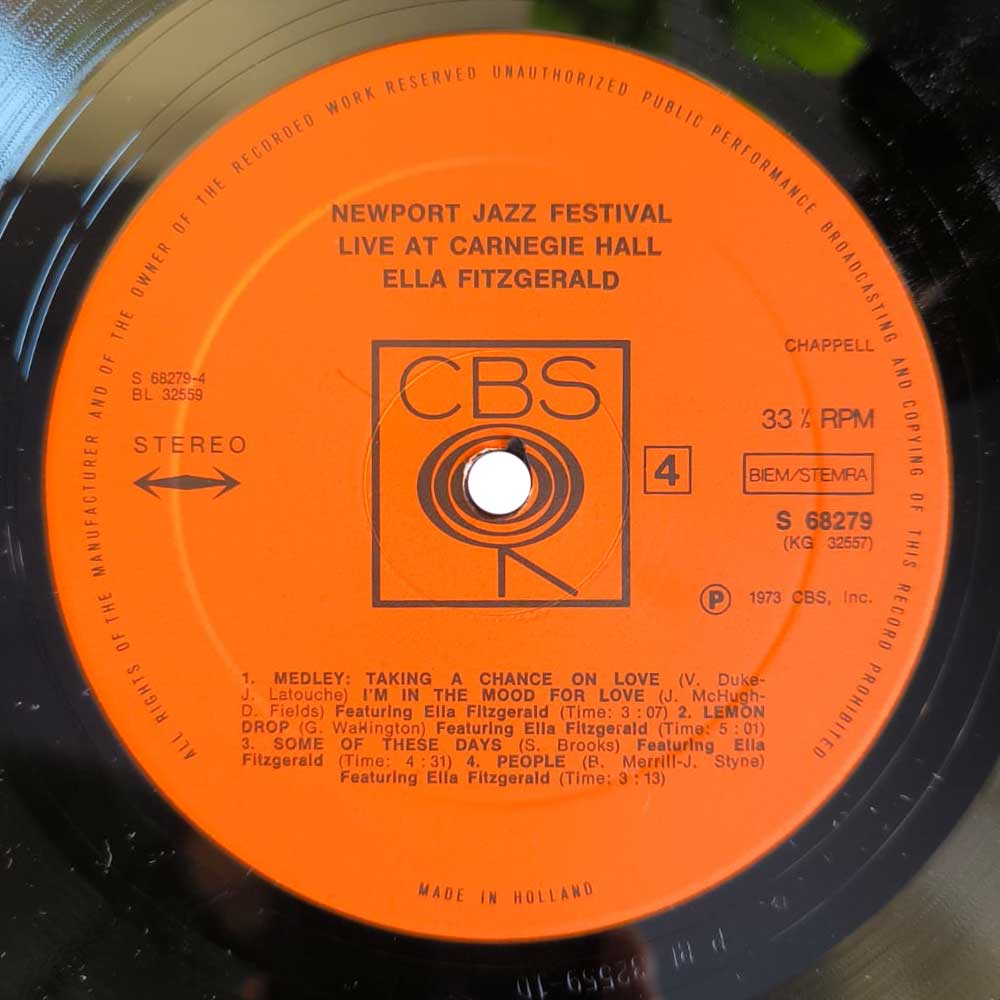 ALL RIGHTS OF THE MANUFACTURER AND OF THE OWNER OF THE RECORDED WORK RESERVED UNAUTHORIZED PUBLIC PERFORMANCE BROADCASTING AND COPYING OF THIS RECORD PROHIBITED
NEWPORT JAZZ FESTIVAL
LIVE AT CARNEGIE HALL
ELLA FITZGERALD
CHAPPELL
S 68279-4
BL 32559
STEREO
CBS
33 ⅓ RPM
4
BIEM/STEMRA
S 68279
(KG 32557)
℗ 1973 CBS, Inc.
1. MEDLEY: TAKING A CHANCE ON LOVE (V. Duke-
J. Latouche) I'M IN THE MOOD FOR LOVE (J. McHugh-
D. Fields) Featuring Ella Fitzgerald (Time: 3 : 07) 2. LEMON
DROP (G. Wallington) Featuring Ella Fitzgerald (Time: 5 : 01)
3. SOME OF THESE DAYS (S. Brooks) Featuring Ella
Fitzgerald (Time: 4 : 31) 4. PEOPLE (B. Merrill-J. Styne)
Featuring Ella Fitzgerald (Time: 3 : 13)
MADE IN HOLLAND